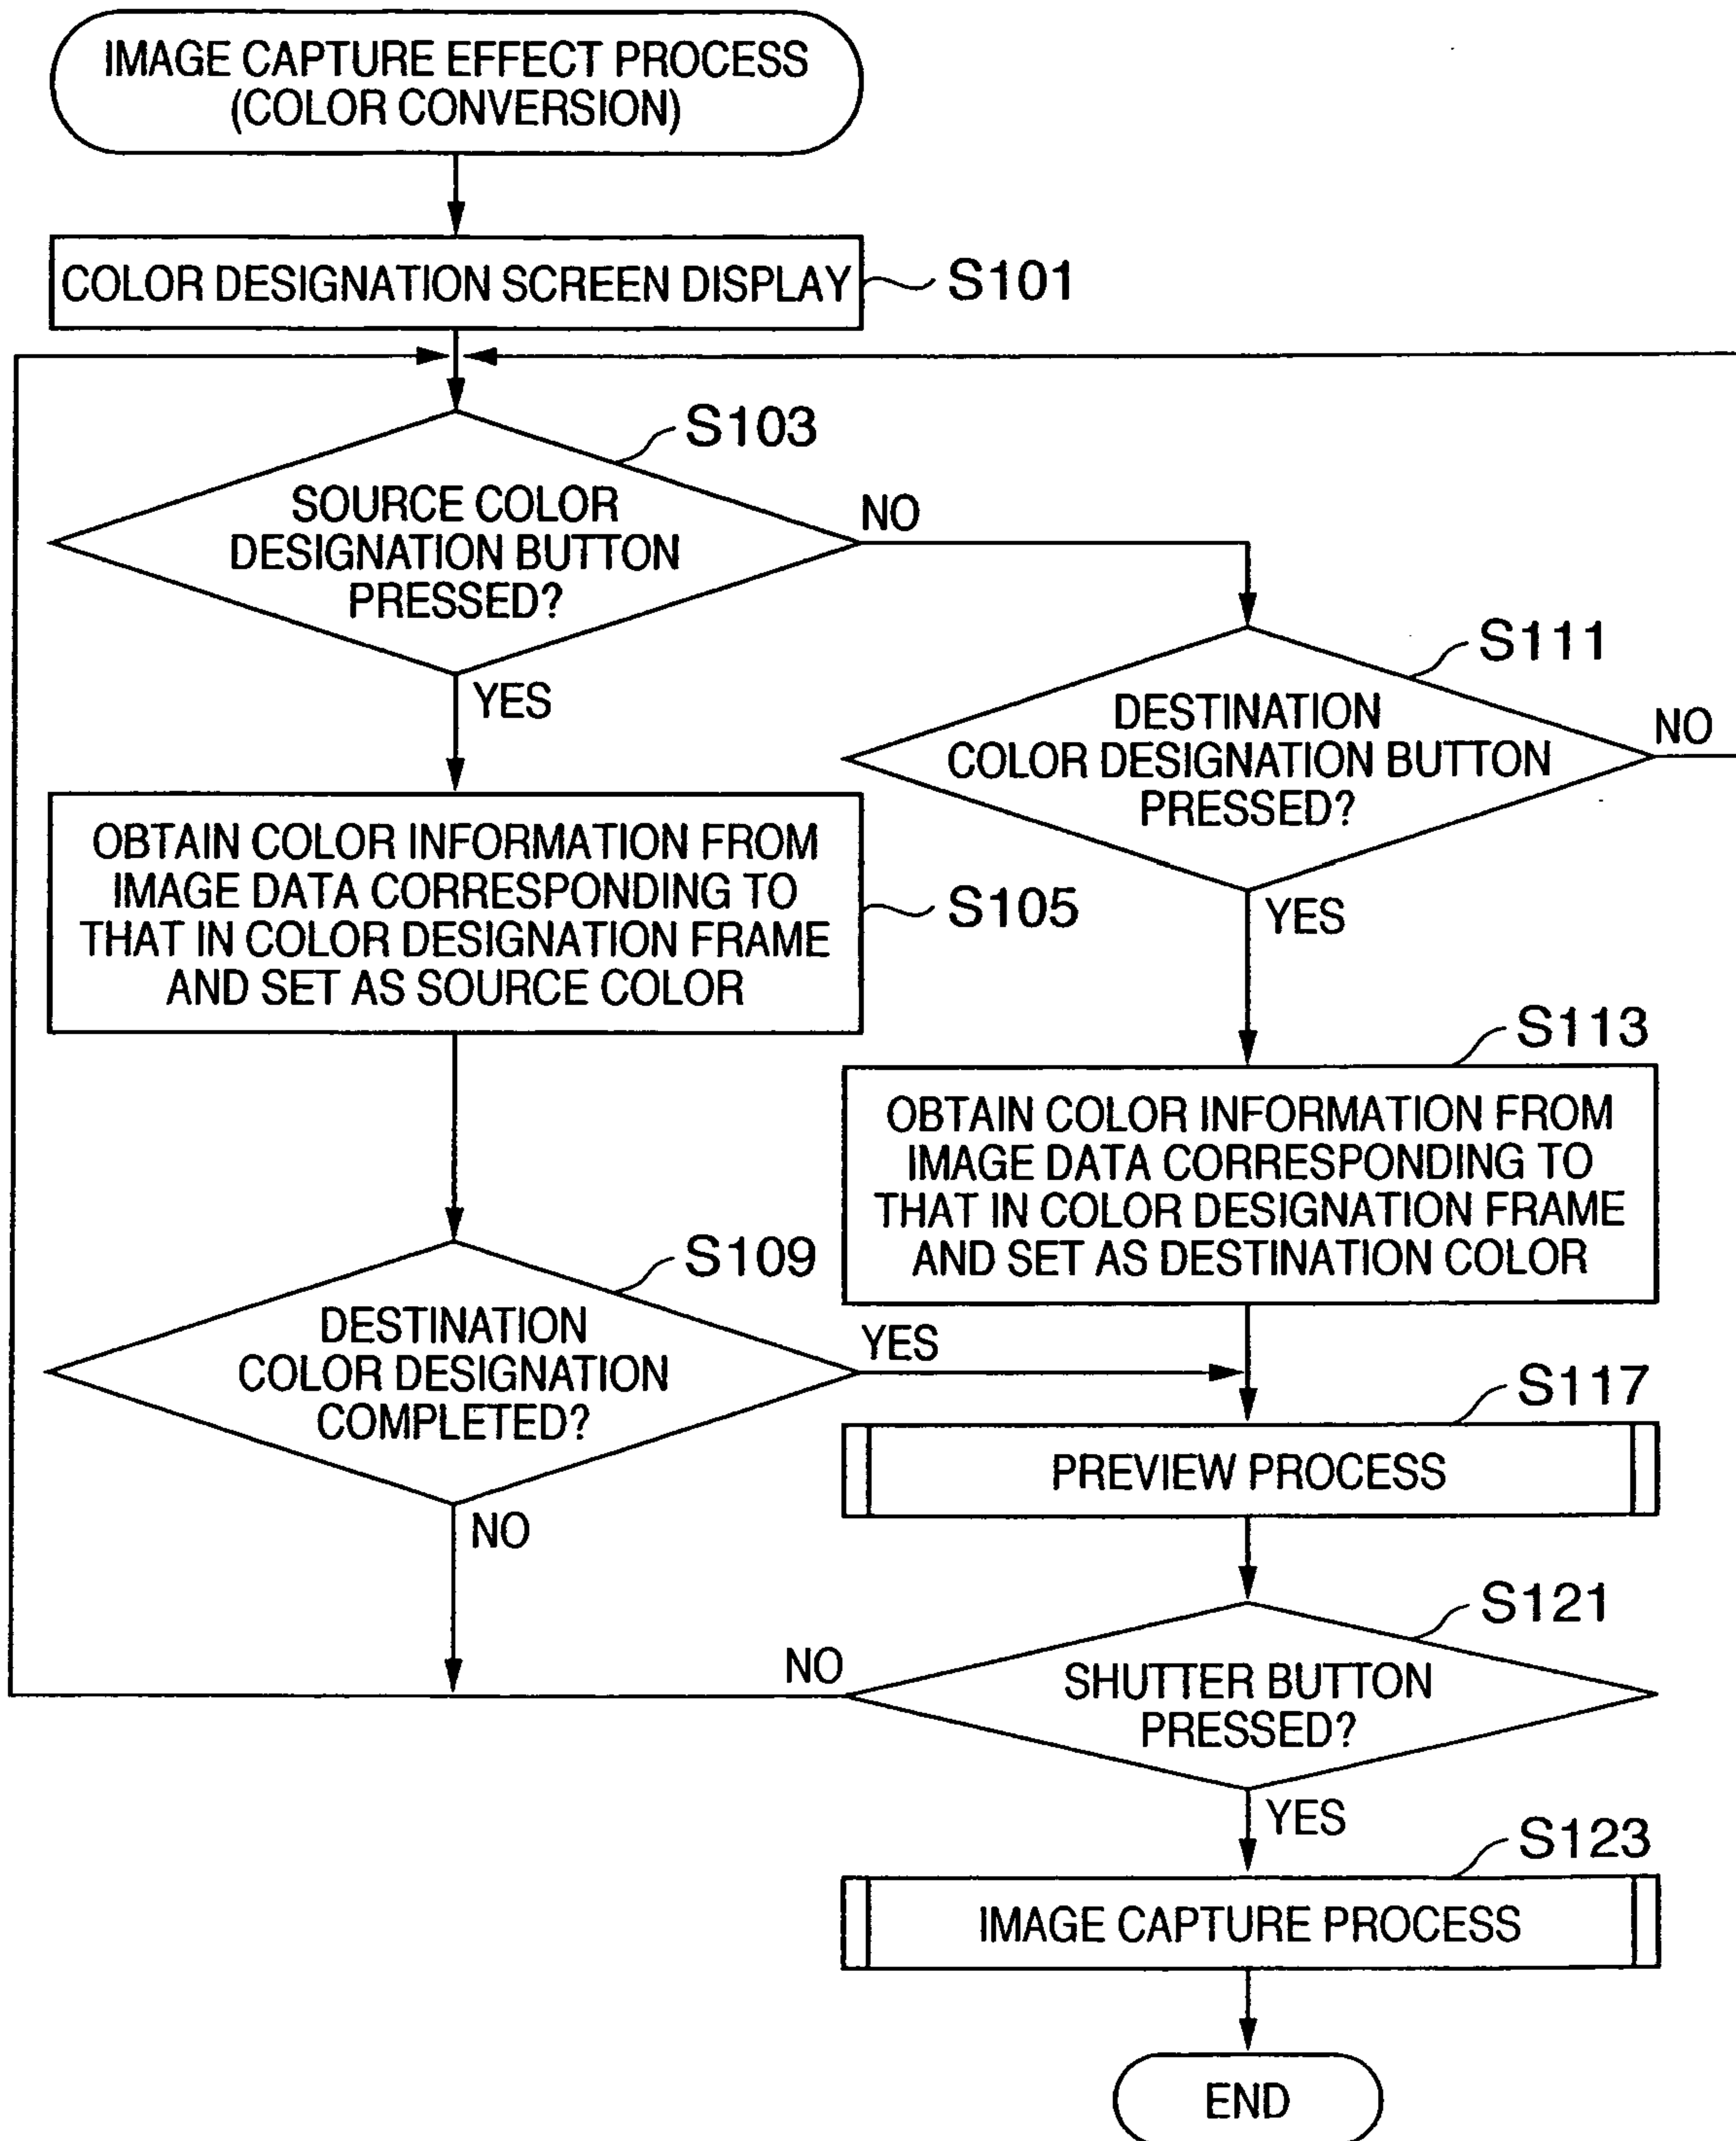 IMAGE CAPTURE EFFECT PROCESS
(COLOR CONVERSION)
COLOR DESIGNATION SCREEN DISPLAY
S101
S103
SOURCE COLOR
DESIGNATION BUTTON
PRESSED?
NO
YES
S111
DESTINATION
COLOR DESIGNATION BUTTON
PRESSED?
NO
YES
OBTAIN COLOR INFORMATION FROM
IMAGE DATA CORRESPONDING TO
THAT IN COLOR DESIGNATION FRAME
AND SET AS SOURCE COLOR
S105
S113
OBTAIN COLOR INFORMATION FROM
IMAGE DATA CORRESPONDING TO
THAT IN COLOR DESIGNATION FRAME
AND SET AS DESTINATION COLOR
S109
DESTINATION
COLOR DESIGNATION
COMPLETED?
YES
NO
S117
PREVIEW PROCESS
S121
SHUTTER BUTTON
PRESSED?
NO
YES
S123
IMAGE CAPTURE PROCESS
END